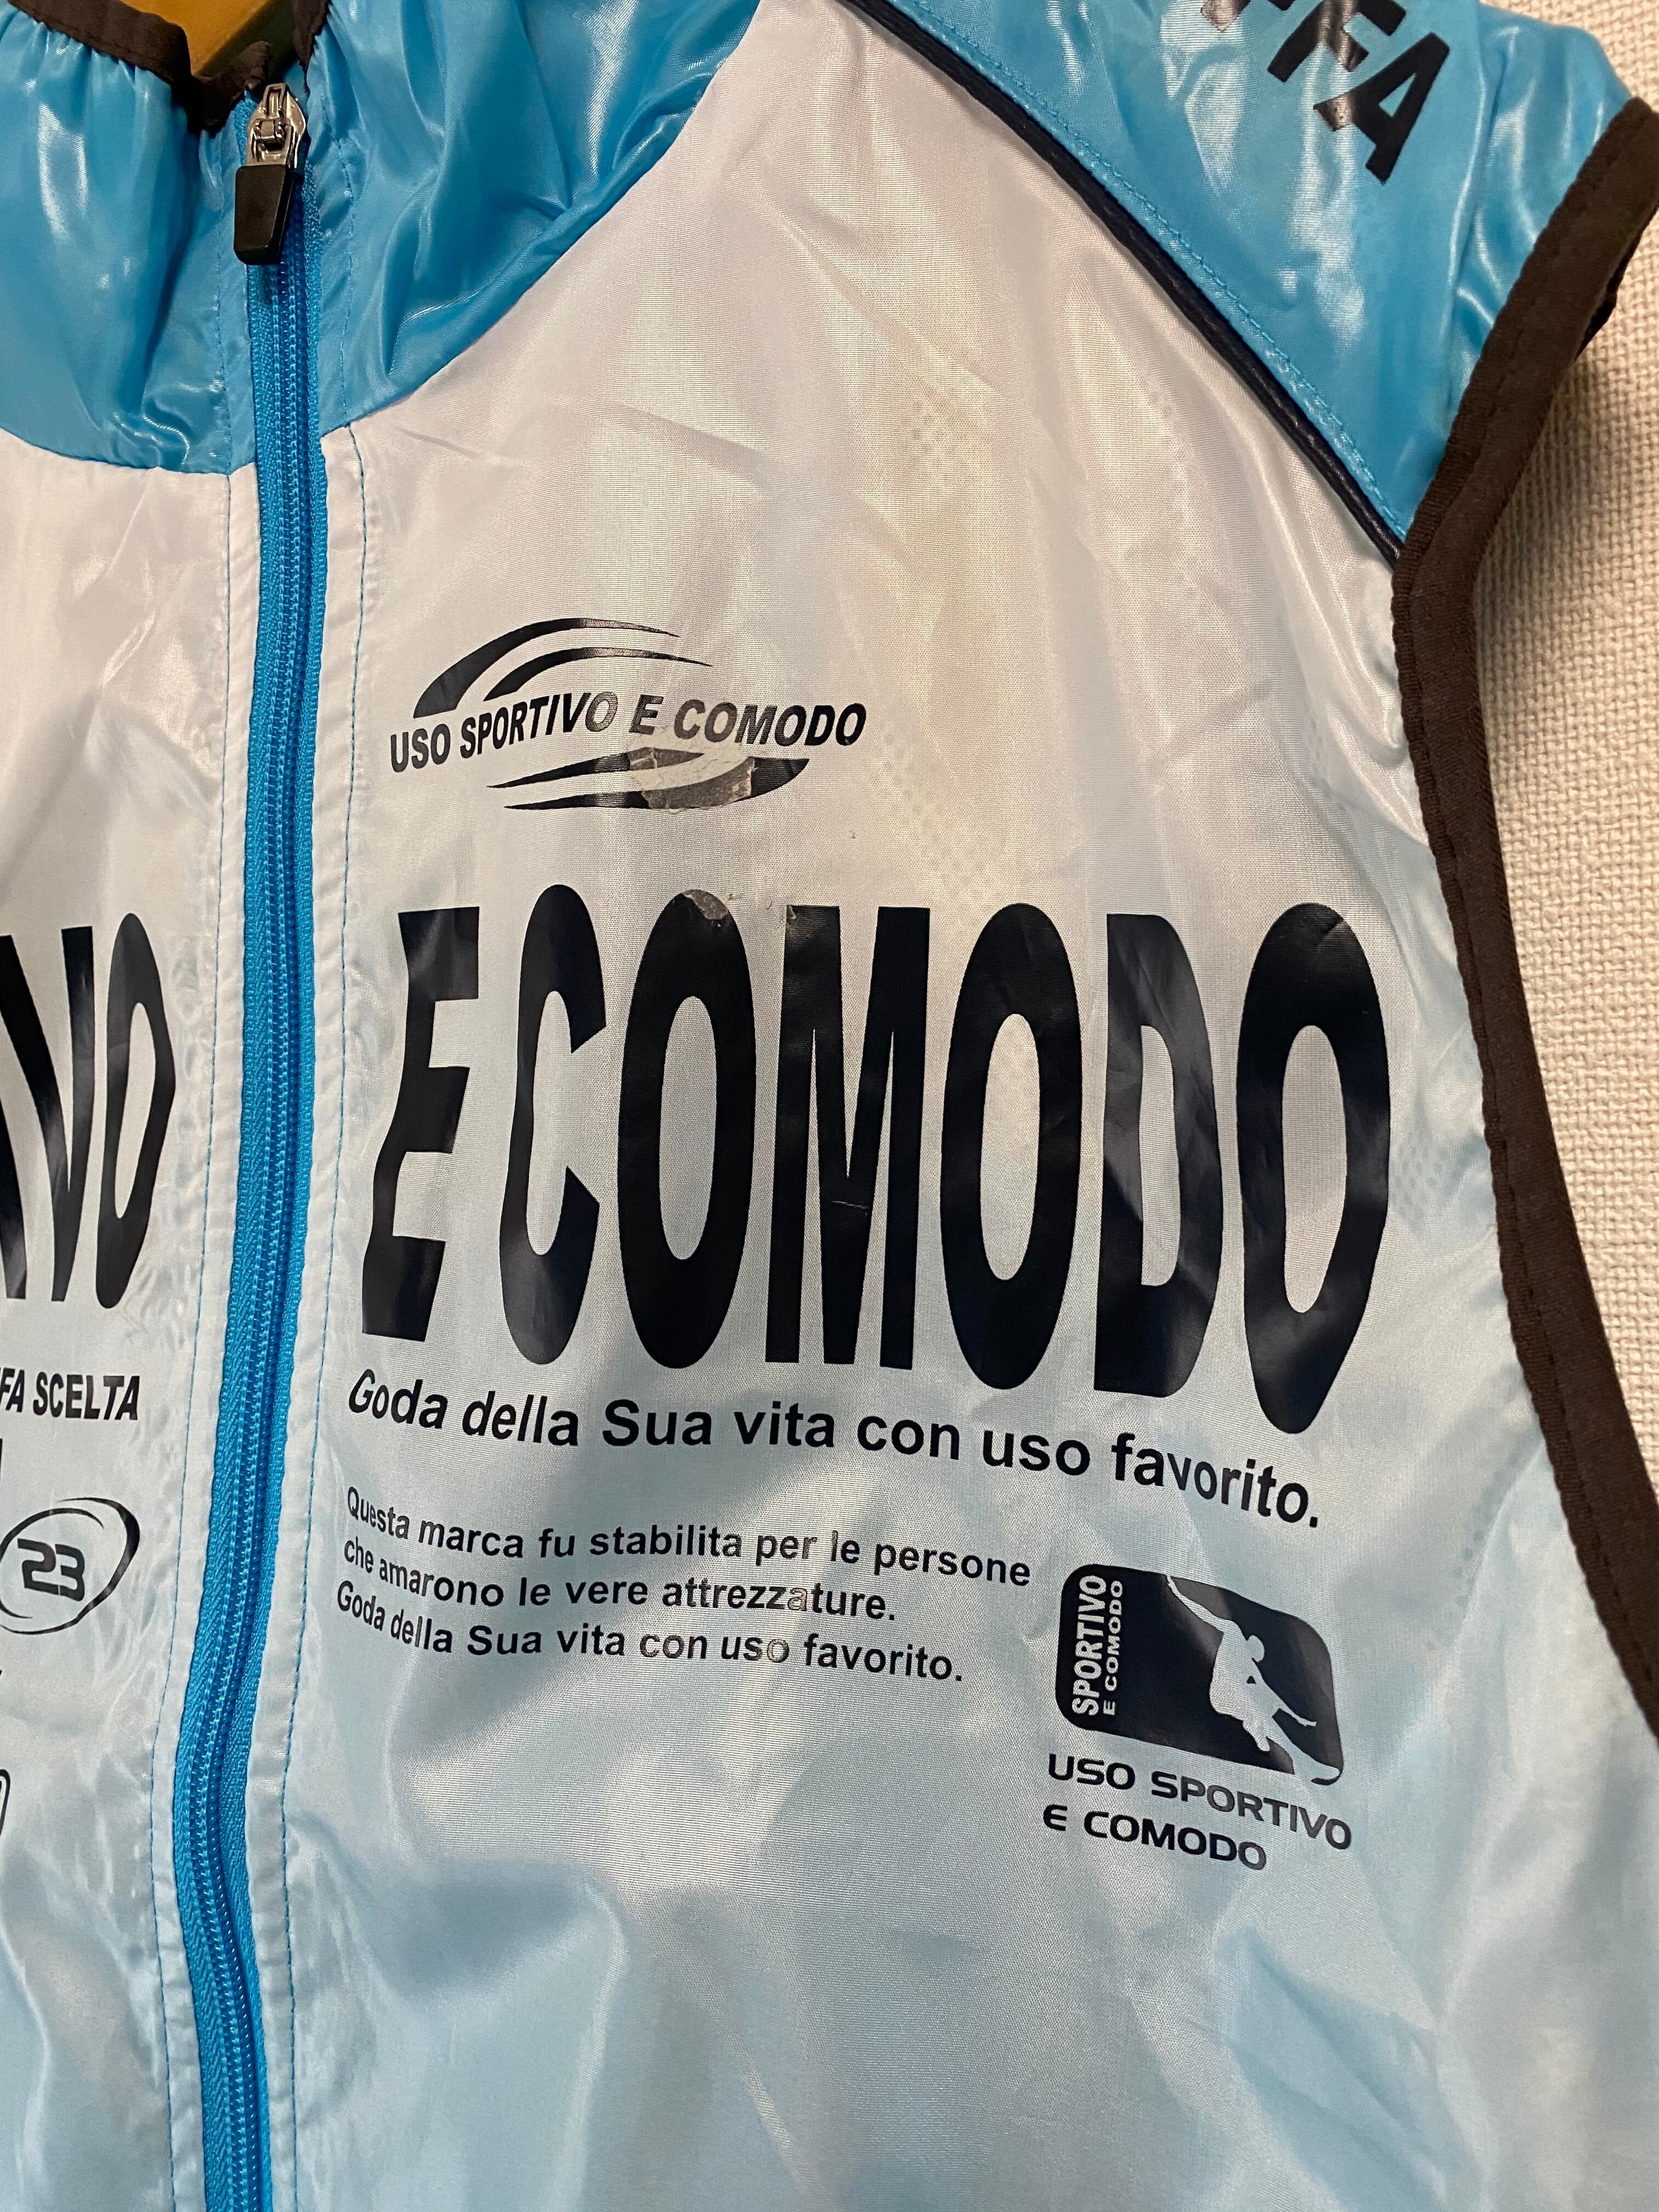 FFA
USO SPORTIVO E COMODO
E COMODO
FA SCELTA
Goda della Sua vita con uso favorito.
23
Questa marca fu stabilita per le persone
che amarono le vere attrezzature.
Goda della Sua vita con uso favorito.
SPORTIVO
E COMODO
USO SPORTIVO
E COMODO